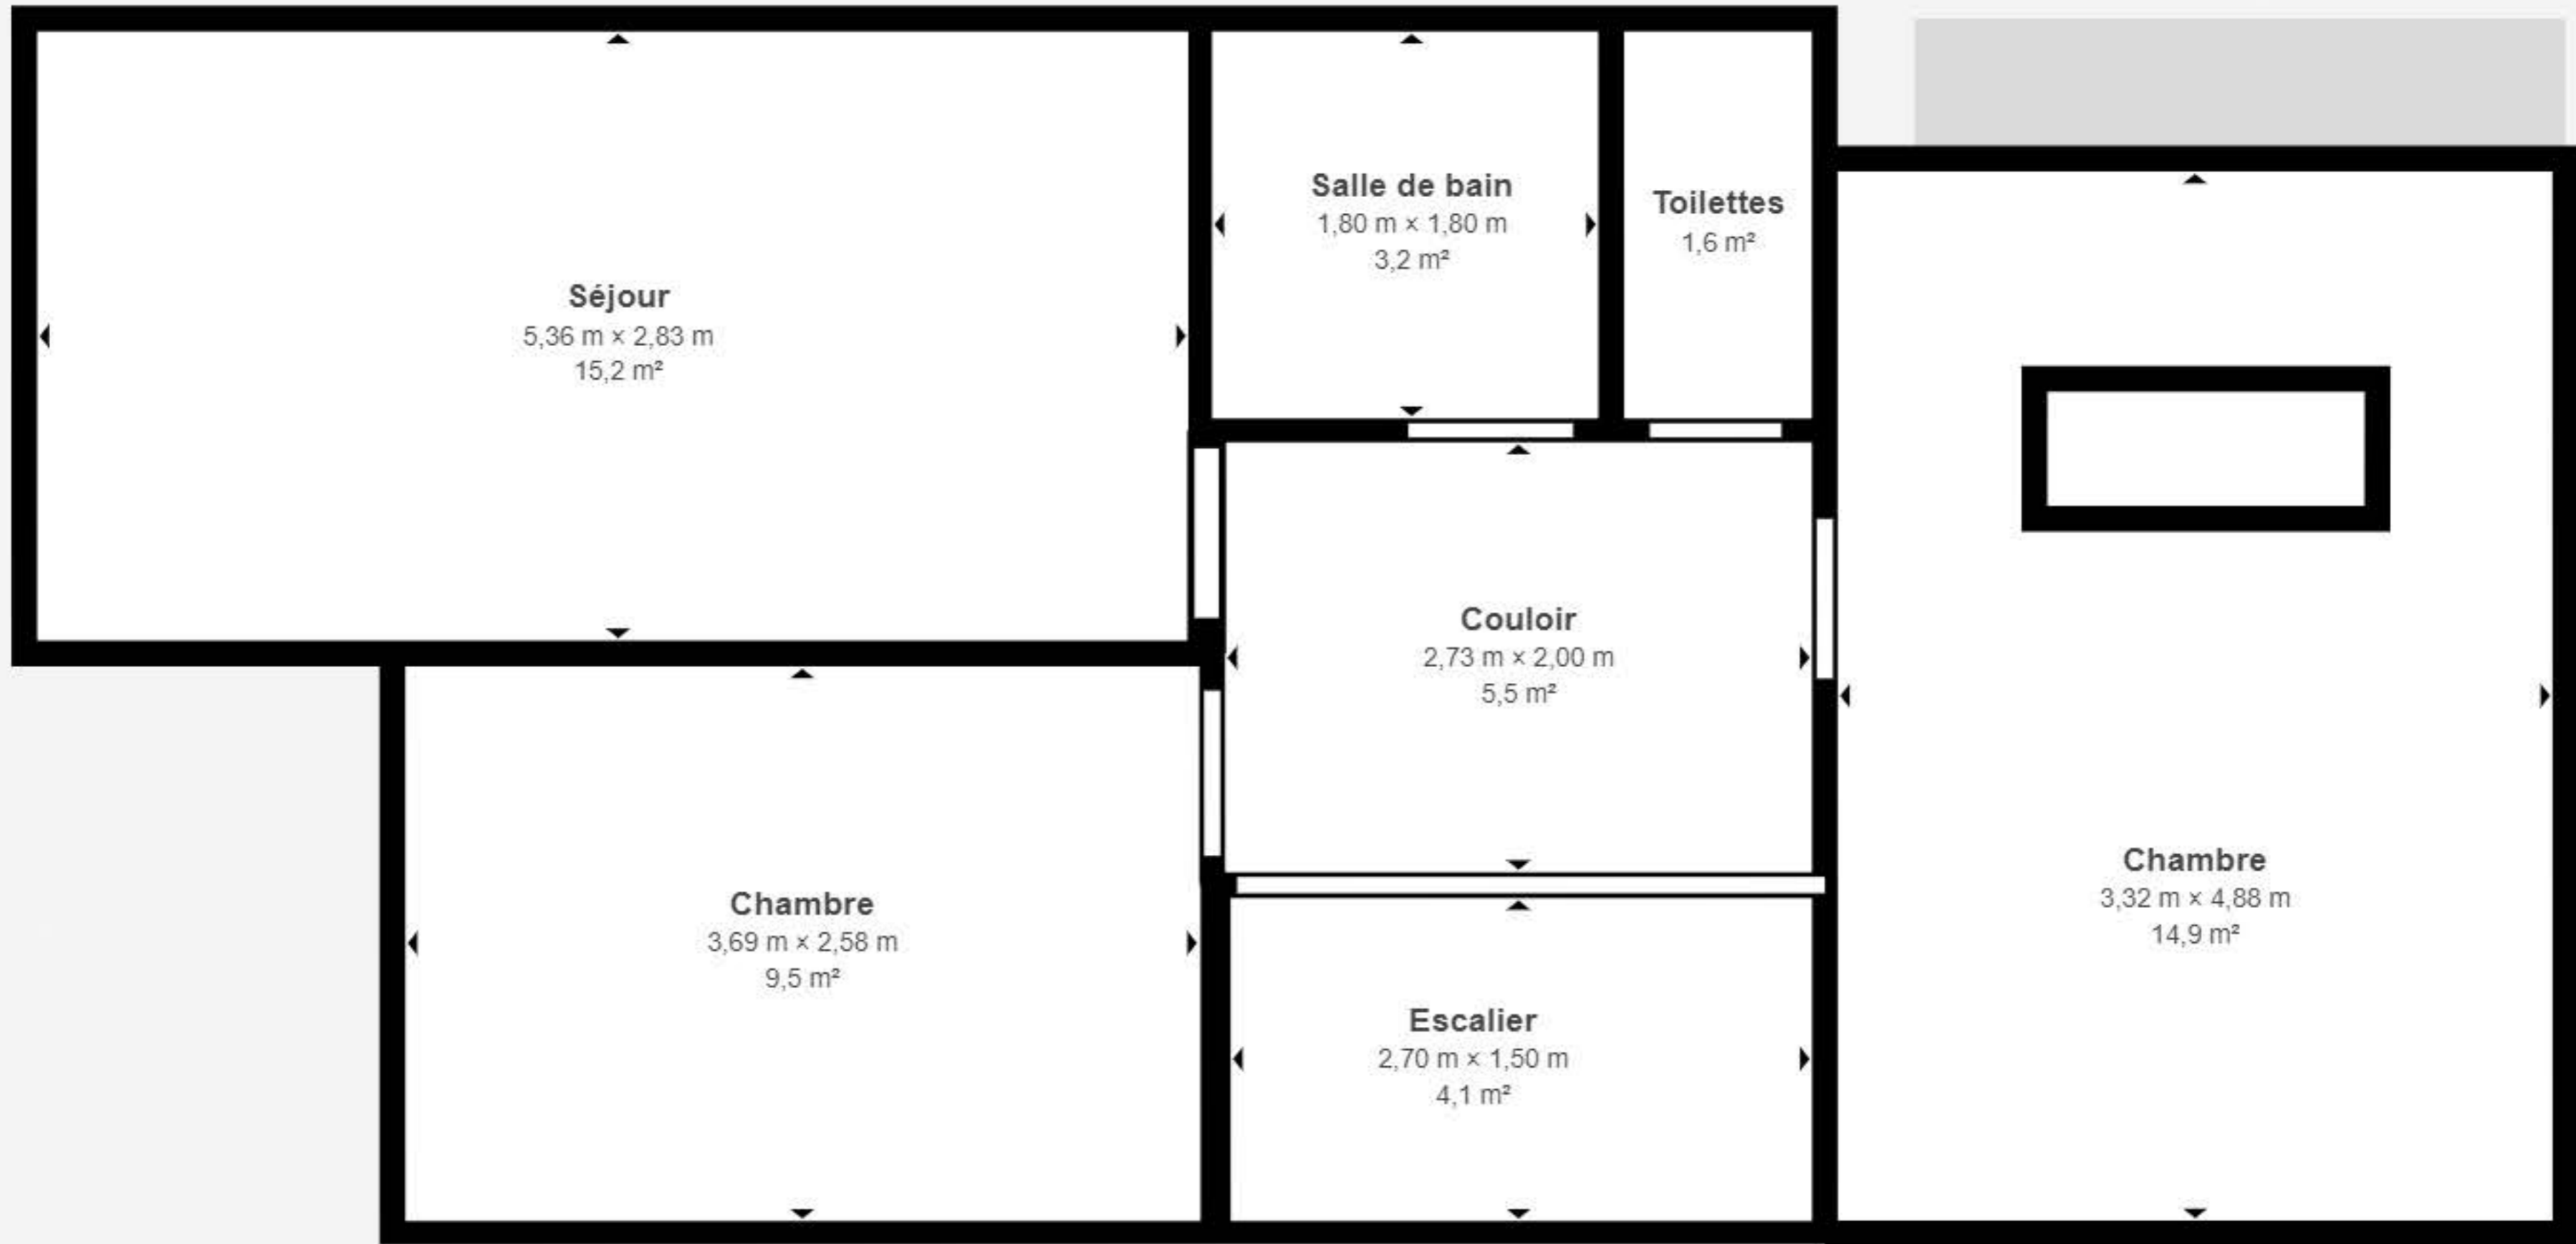 Séjour
5,36 m × 2,83 m
15,2 m²
Salle de bain
1,80 m × 1,80 m
3,2 m²
Toilettes
1,6 m²
Couloir
2,73 m × 2,00 m
5,5 m²
Chambre
3,32 m × 4,88 m
14,9 m²
Chambre
3,69 m × 2,58 m
9,5 m²
Escalier
2,70 m × 1,50 m
4,1 m²